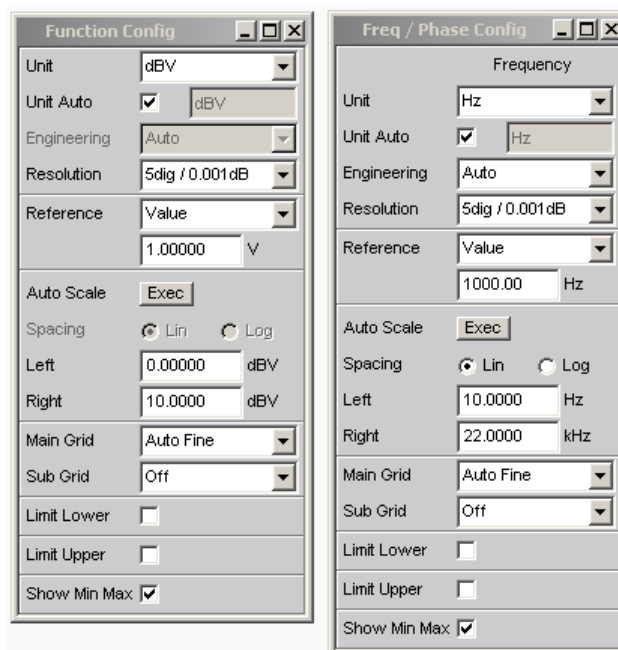 Function Config
Unit dBV
Unit Auto dBV
Engineering Auto
Resolution 5dig / 0.001dB
Reference Value
1.00000 V
Auto Scale Exec
Spacing Lin Log
Left 0.00000 dBV
Right 10.0000 dBV
Main Grid Auto Fine
Sub Grid Off
Limit Lower
Limit Upper
Show Min Max
Freq / Phase Config
Frequency
Unit Hz
Unit Auto Hz
Engineering Auto
Resolution 5dig / 0.001dB
Reference Value
1000.00 Hz
Auto Scale Exec
Spacing Lin Log
Left 10.0000 Hz
Right 22.0000 kHz
Main Grid Auto Fine
Sub Grid Off
Limit Lower
Limit Upper
Show Min Max